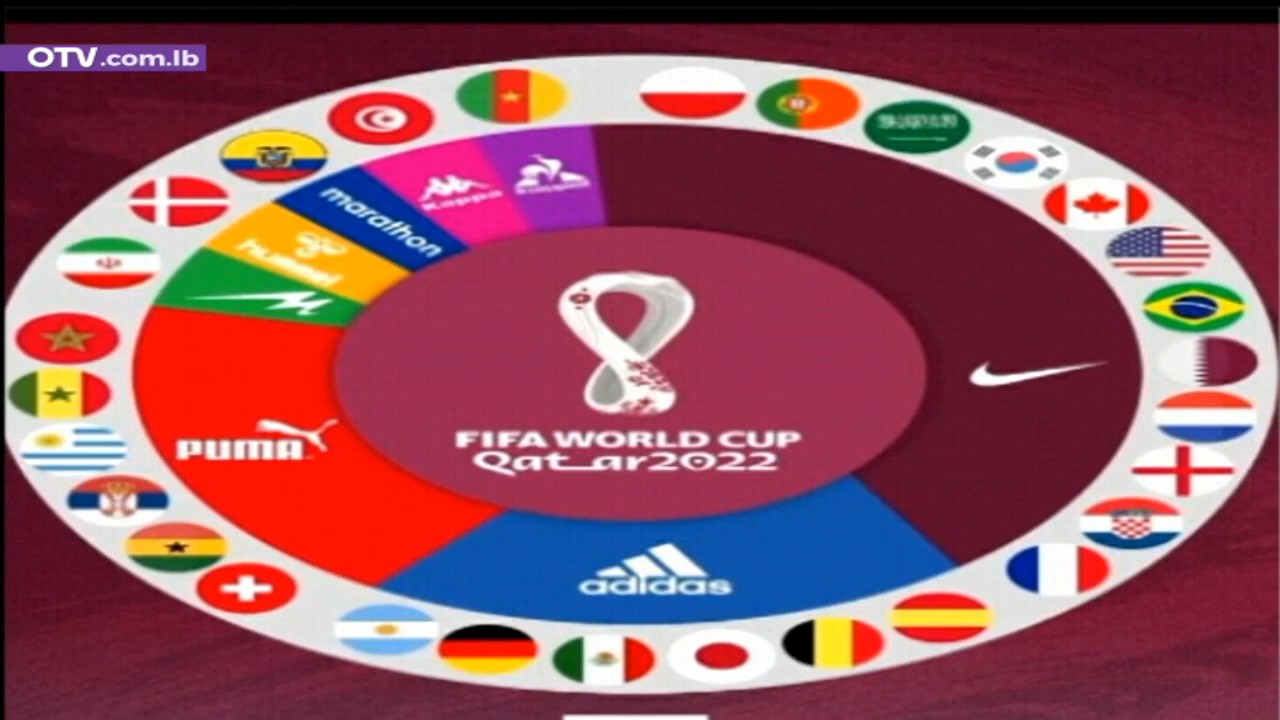 OTV.com.lb
Kappa
marathon
hummel
PUMA
FIFA WORLD CUP
Qatar2022
adidas